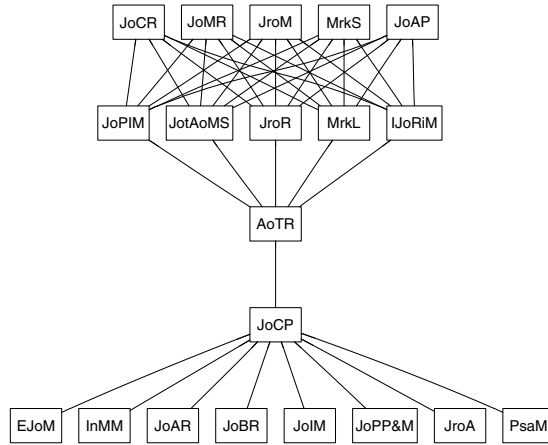 JoCR JoMR JroM MrkS JoAP
JoPIM JotAoMS JroR MrkL IJoRiM
AoTR
JoCP
EJoM InMM JoAR JoBR JoIM JoPP&M JroA PsaM